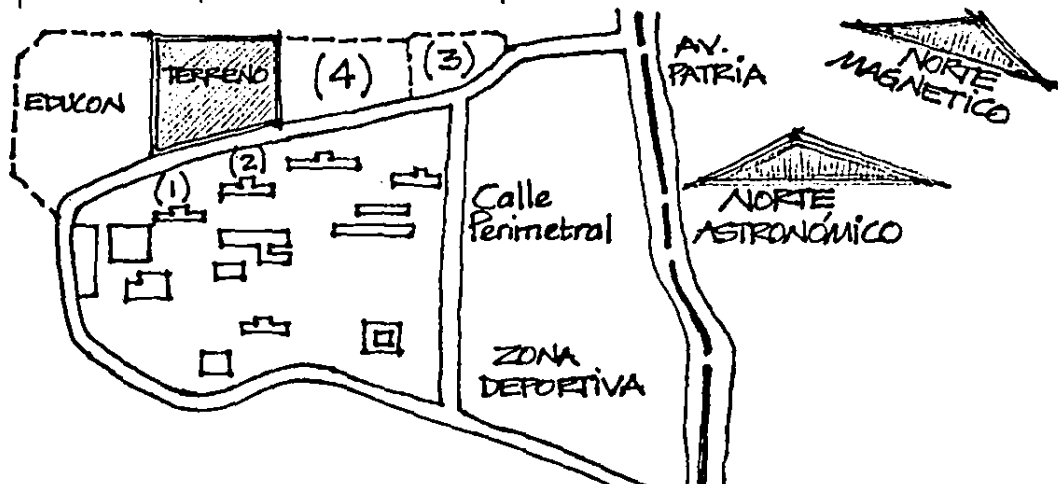 EDUCON
TERRENO
(4)
(3)
(1)
(2)
Calle
Perimetral
ZONA
DEPORTIVA
AV.
PATRIA
NORTE
MAGNETICO
NORTE
ASTRONÓMICO